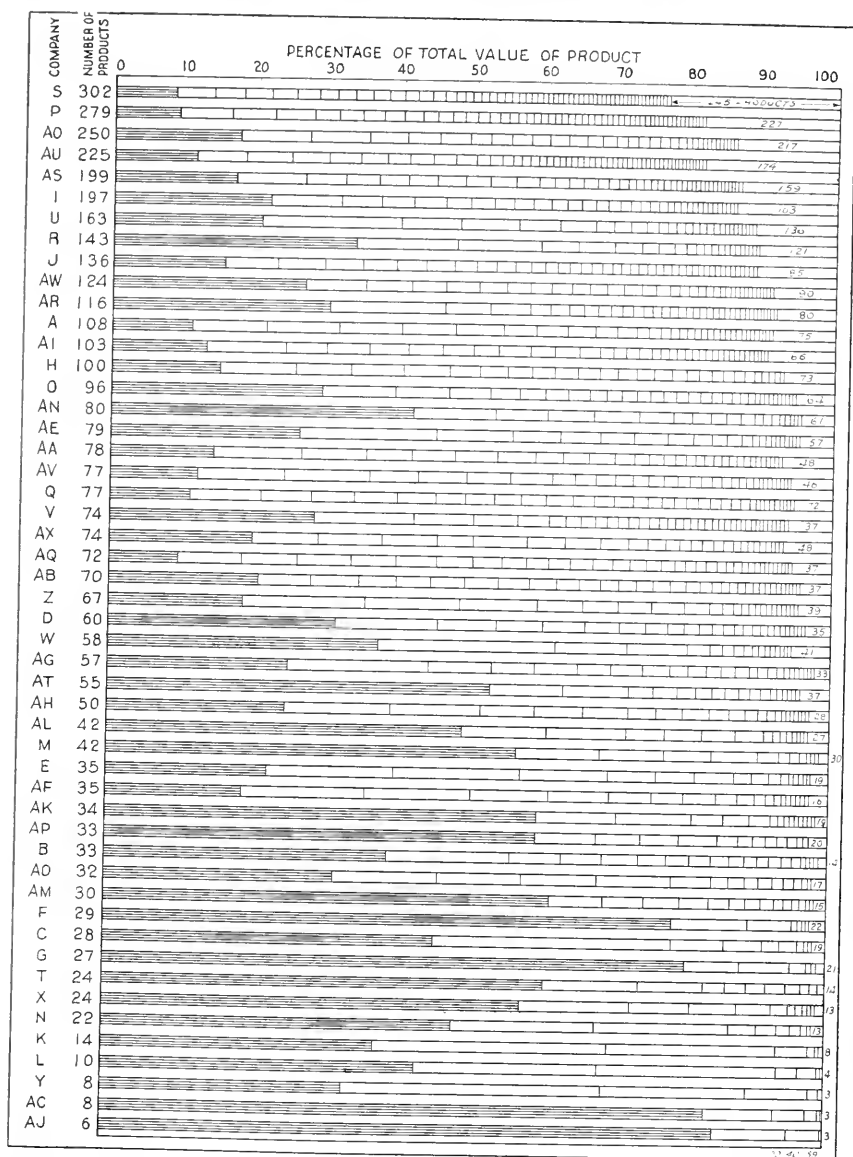 COMPANY
NUMBER OF
PRODUCTS
PERCENTAGE OF TOTAL VALUE OF PRODUCT
0 10 20 30 40 50 60 70 80 90 100
S 302
P 279 227
AO 250 217
AU 225 174
AS 199 159
I 197
U 163 130
R 143 121
J 136 85
AW 124 90
AR 116 80
A 108 75
AI 103 66
H 100 73
O 96 64
AN 80 61
AE 79 57
AA 78 48
AV 77 46
Q 77
V 74 37
AX 74 48
AQ 72 37
AB 70 37
Z 67 39
D 60 35
W 58 41
AG 57 33
AT 55 37
AH 50 28
AL 42 27
M 42 30
E 35 19
AF 35 16
AK 34
AP 33 20
B 33
AD 32 17
AM 30 15
F 29 22
C 28 19
G 27 21
T 24 14
X 24 13
N 22 13
K 14 8
L 10 4
Y 8 3
AC 8 3
AJ 6 3